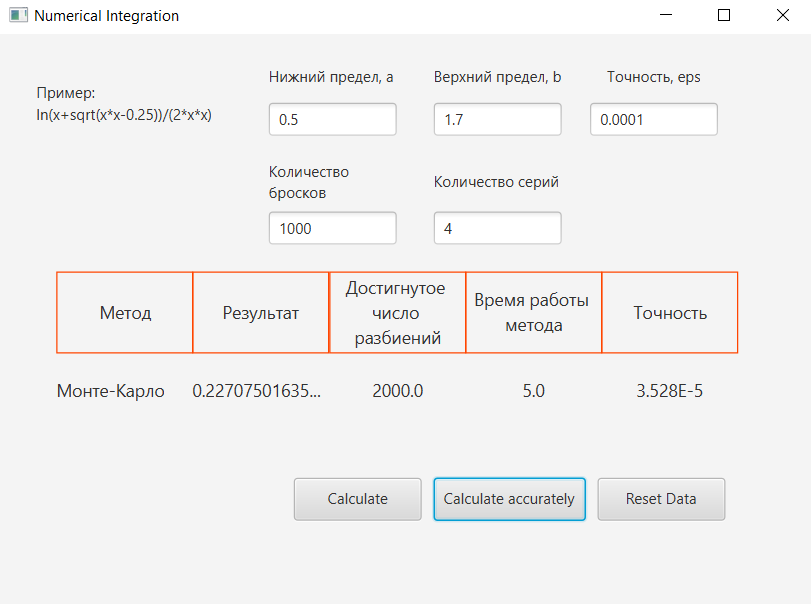 Numerical Integration
Пример:
ln(x+sqrt(x*x-0.25))/(2*x*x)
Нижний предел, a
Верхний предел, b
Точность, eps
0.5
1.7
0.0001
Количество
бросков
Количество серий
1000
4
Метод
Результат
Достигнутое
число
разбиений
Время работы
метода
Точность
Монте-Карло
0.22707501635...
2000.0
5.0
3.528E-5
Calculate
Calculate accurately
Reset Data